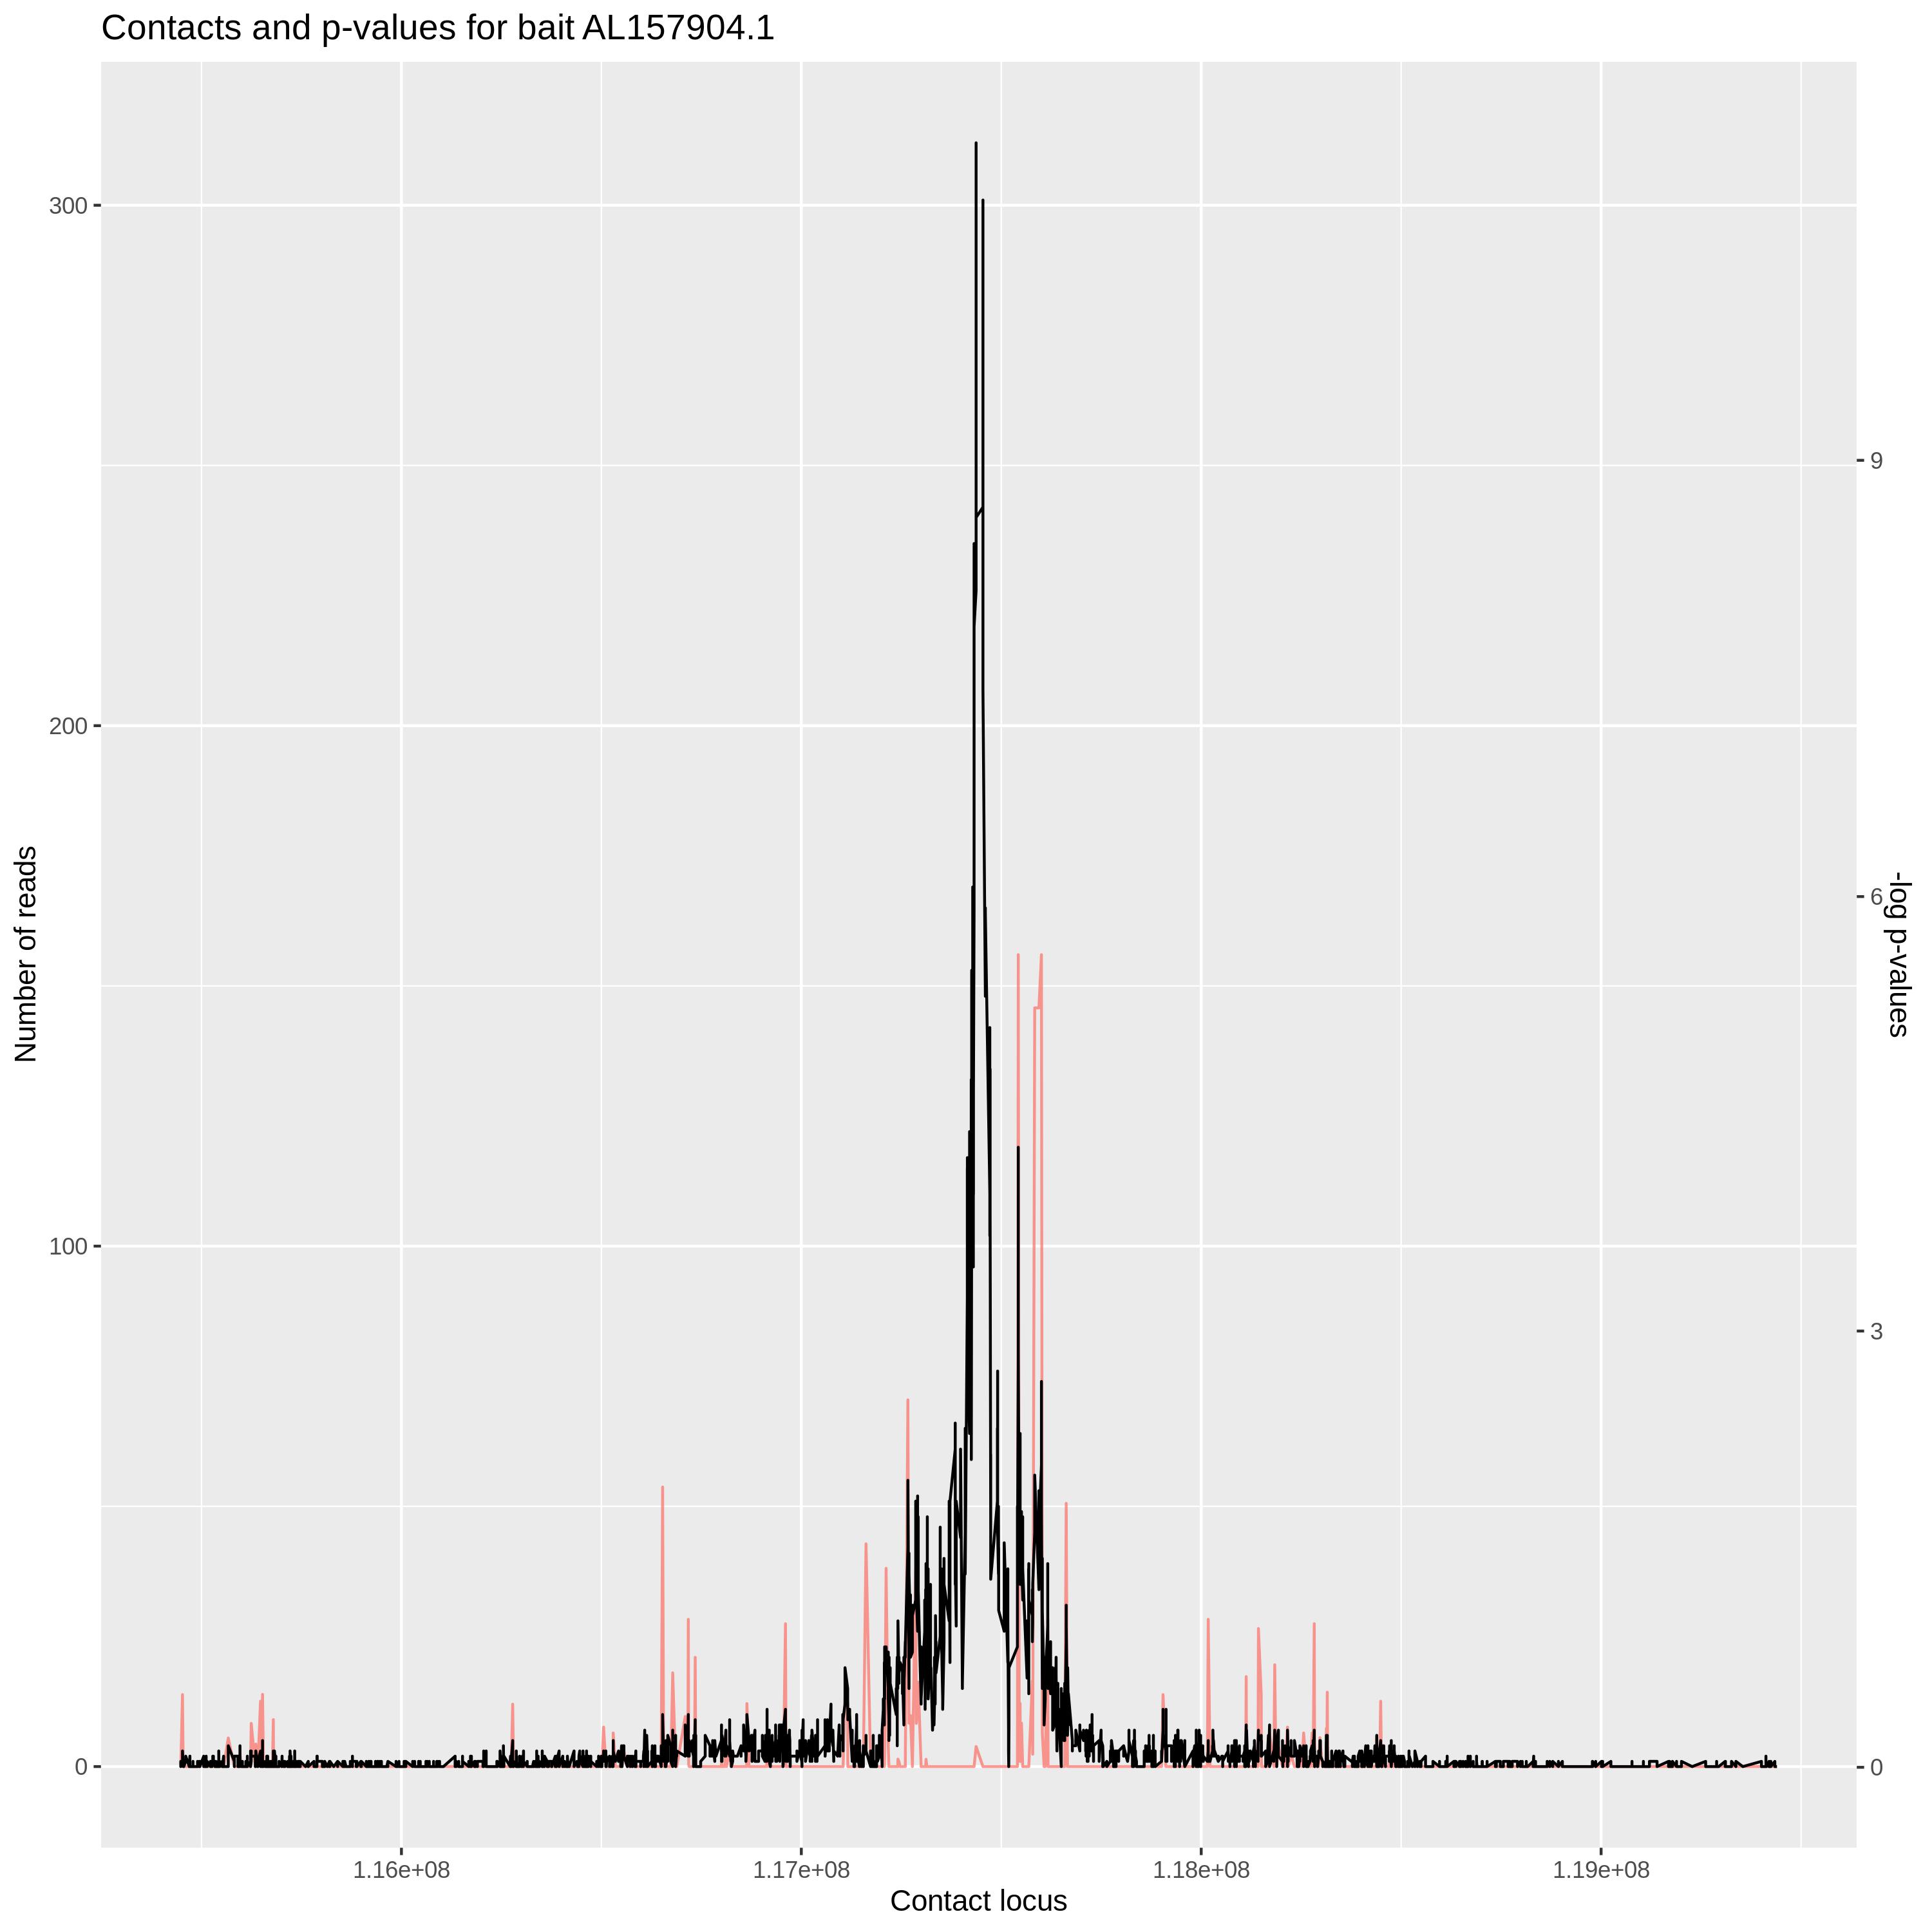 Contacts and p-values for bait AL157904.1
300
200
100
0
Number of reads
9
6
3
0
-log p-values
1.16e+08
1.17e+08
1.18e+08
1.19e+08
Contact locus